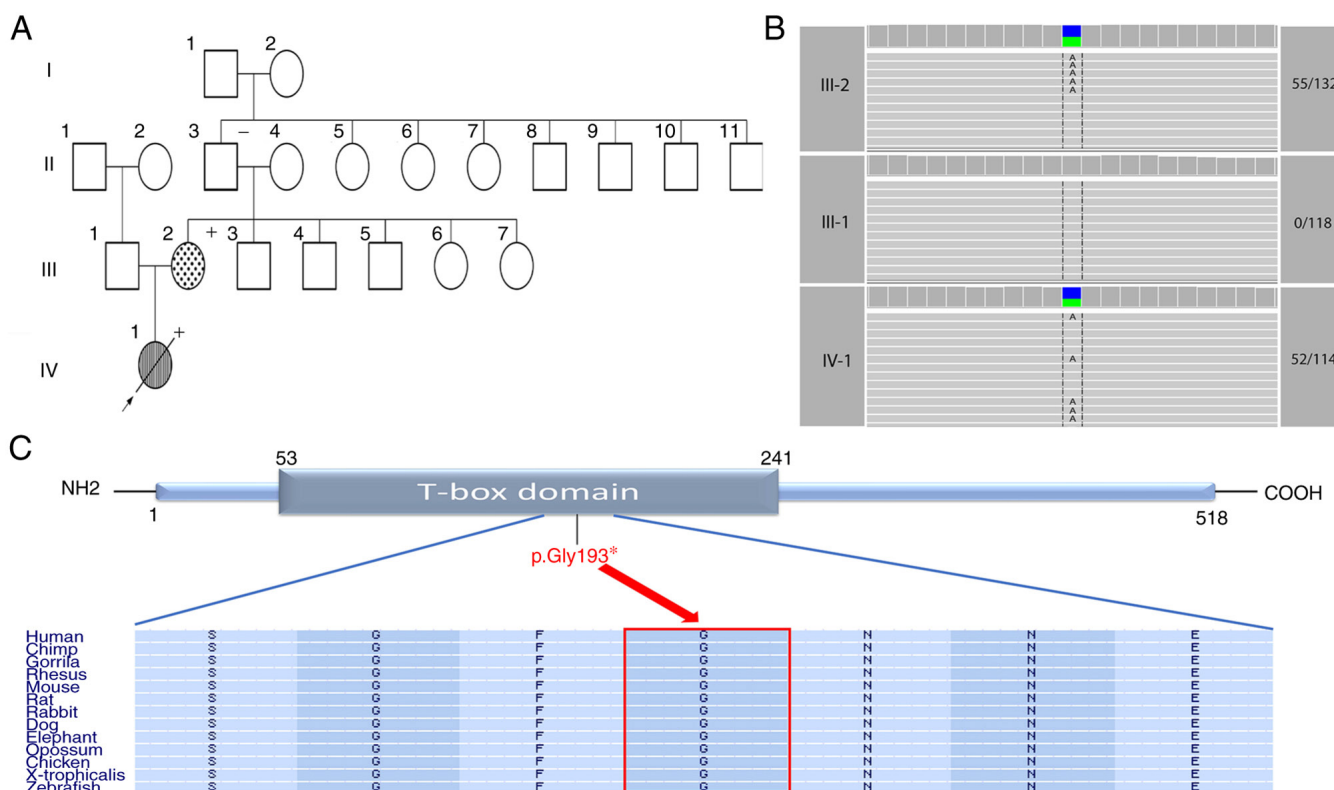 A
1 2
I
1 2 3 – 4 5 6 7 8 9 10 11
II
1 2 + 3 4 5 6 7
III
1 +
IV
B
III-2
A
A
A
A
A
55/132
III-1
0/118
IV-1
A
A
A
A
A
52/114
C
53 241
NH2 T-box domain COOH
1 518
p.Gly193*
Human S G F G N N E
Chimp S G F G N N E
Gorrila S G F G N N E
Rhesus S G F G N N E
Mouse S G F G N N E
Rat S G F G N N E
Rabbit S G F G N N E
Dog S G F G N N E
Elephant S G F G N N E
Opossum S G F G N N E
Chicken S G F G N N E
X-trophicalis S G F G N N E
Zebrafish S G F G N N E